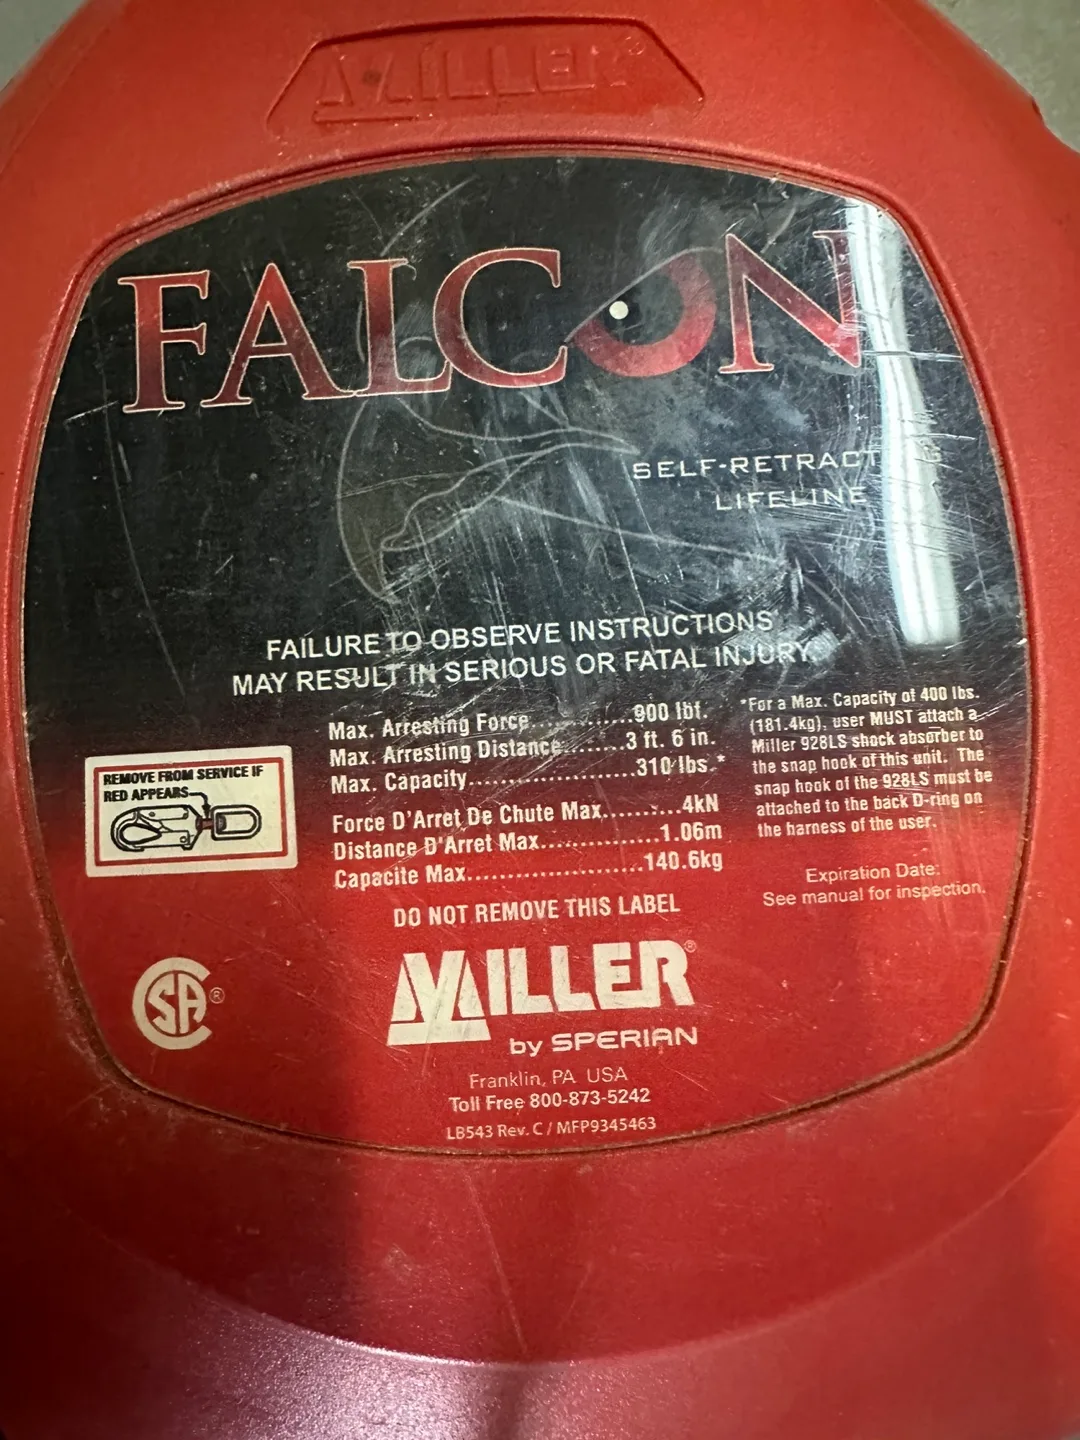 MILLER®
FALCON
SELF-RETRACT
LIFELINE
FAILURE TO OBSERVE INSTRUCTIONS
MAY RESULT IN SERIOUS OR FATAL INJURY.
Max. Arresting Force.............900 lbf.
Max. Arresting Distance........3 ft. 6 in.
Max. Capacity.......................310 lbs.*
Force D'Arret De Chute Max..........4kN
Distance D'Arret Max................1.06m
Capacite Max........................140.6kg
*For a Max. Capacity of 400 lbs.
(181.4kg), user MUST attach a
Miller 928LS shock absorber to
the snap hook of this unit. The
snap hook of the 928LS must be
attached to the back D-ring on
the harness of the user.
REMOVE FROM SERVICE IF
RED APPEARS
Expiration Date:
See manual for inspection.
DO NOT REMOVE THIS LABEL
CSA®
MILLER®
by SPERIAN
Franklin, PA USA
Toll Free 800-873-5242
LB543 Rev. C / MFP9345463